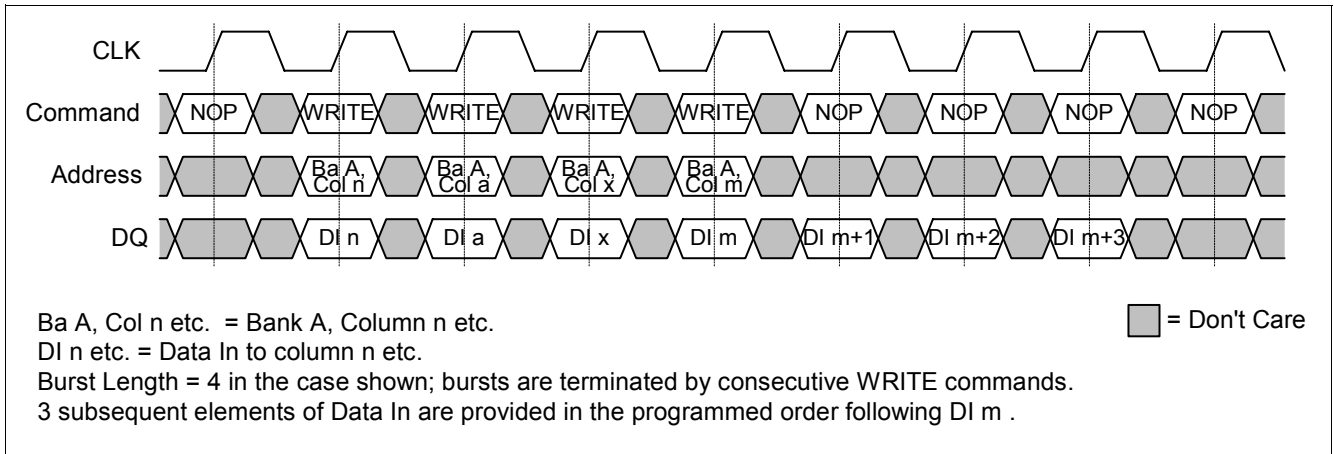 CLK
Command NOP WRITE WRITE WRITE WRITE NOP NOP NOP NOP
Address Ba A, Col n Ba A, Col a Ba A, Col x Ba A, Col m
DQ DI n DI a DI x DI m DI m+1 DI m+2 DI m+3
Ba A, Col n etc. = Bank A, Column n etc.
= Don't Care
DI n etc. = Data In to column n etc.
Burst Length = 4 in the case shown; bursts are terminated by consecutive WRITE commands.
3 subsequent elements of Data In are provided in the programmed order following DI m .